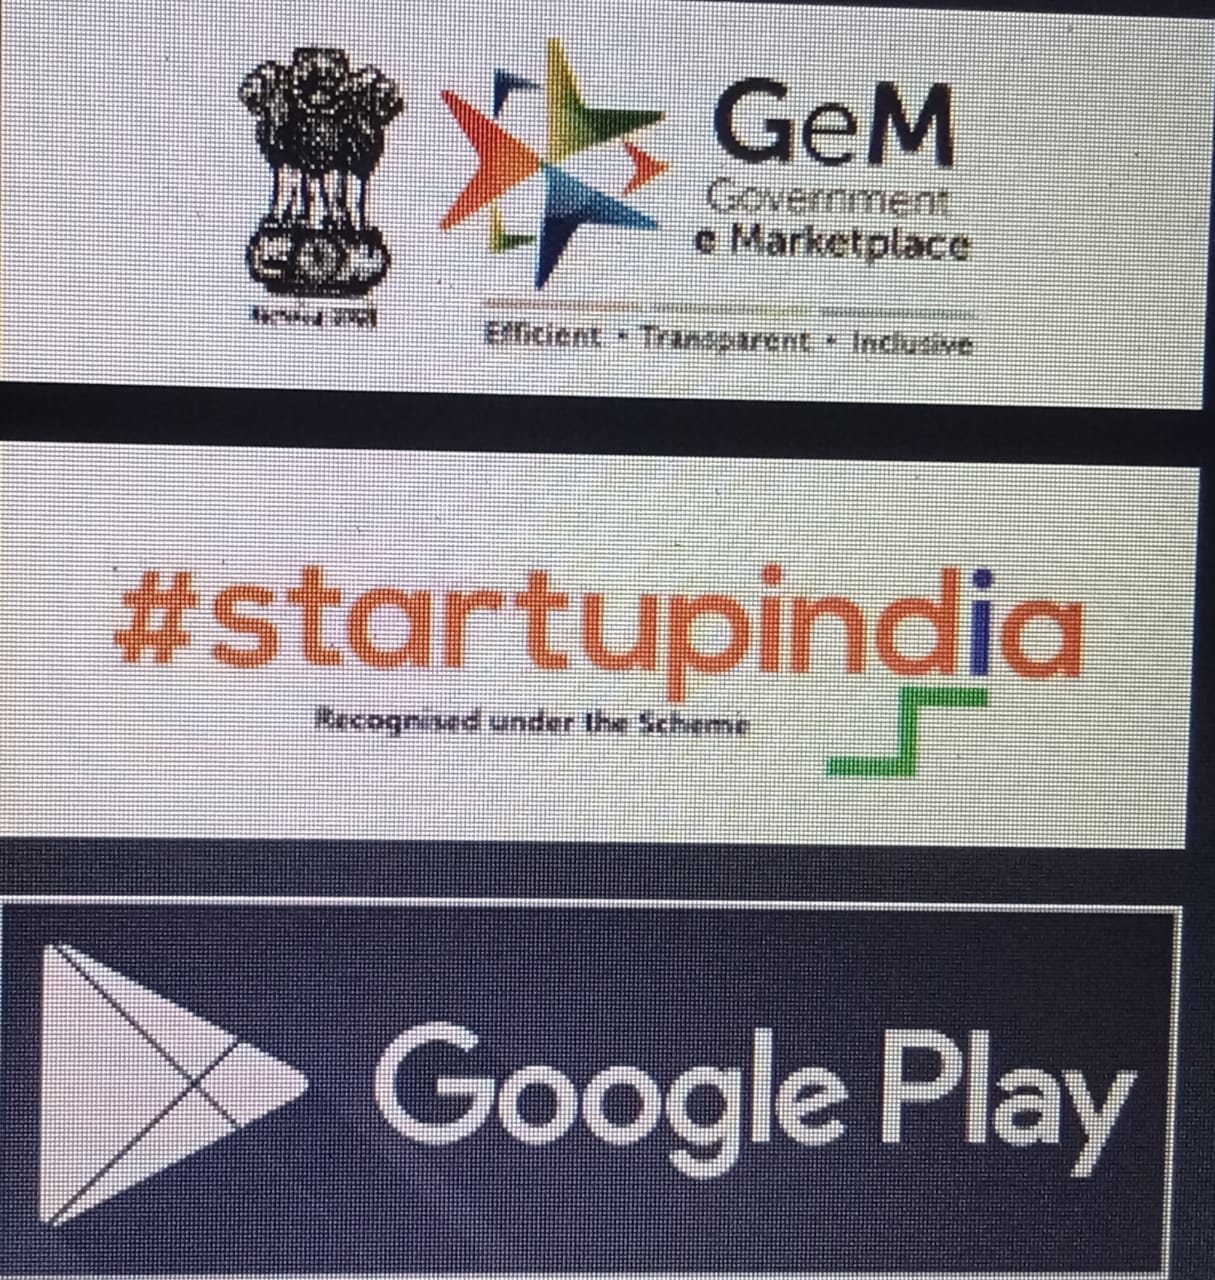 GeM
Government
e Marketplace
Efficient • Transparent • Inclusive
#startupindia
Recognised under the Scheme
Google Play